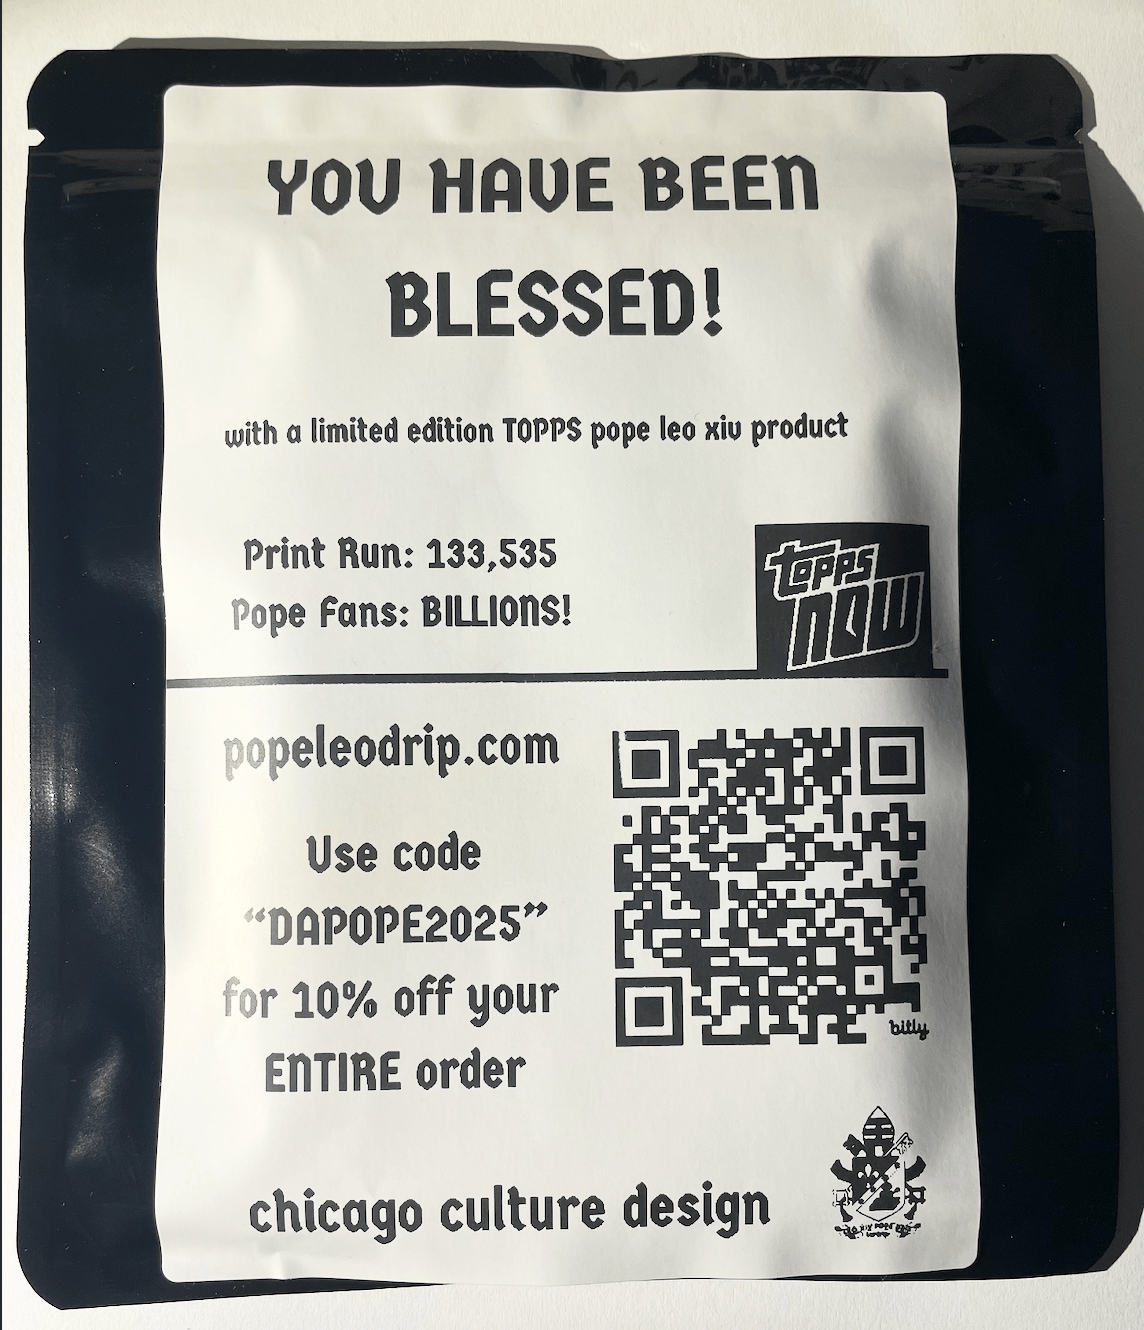 YOU HAVE BEEN
BLESSED!
with a limited edition TOPPS pope leo xiv product
Print Run: 133,535
Pope Fans: BILLIONS!
topps
now
popeleodrip.com
Use code
“DAPOPE2025”
for 10% off your
ENTIRE order
bitly
chicago culture design